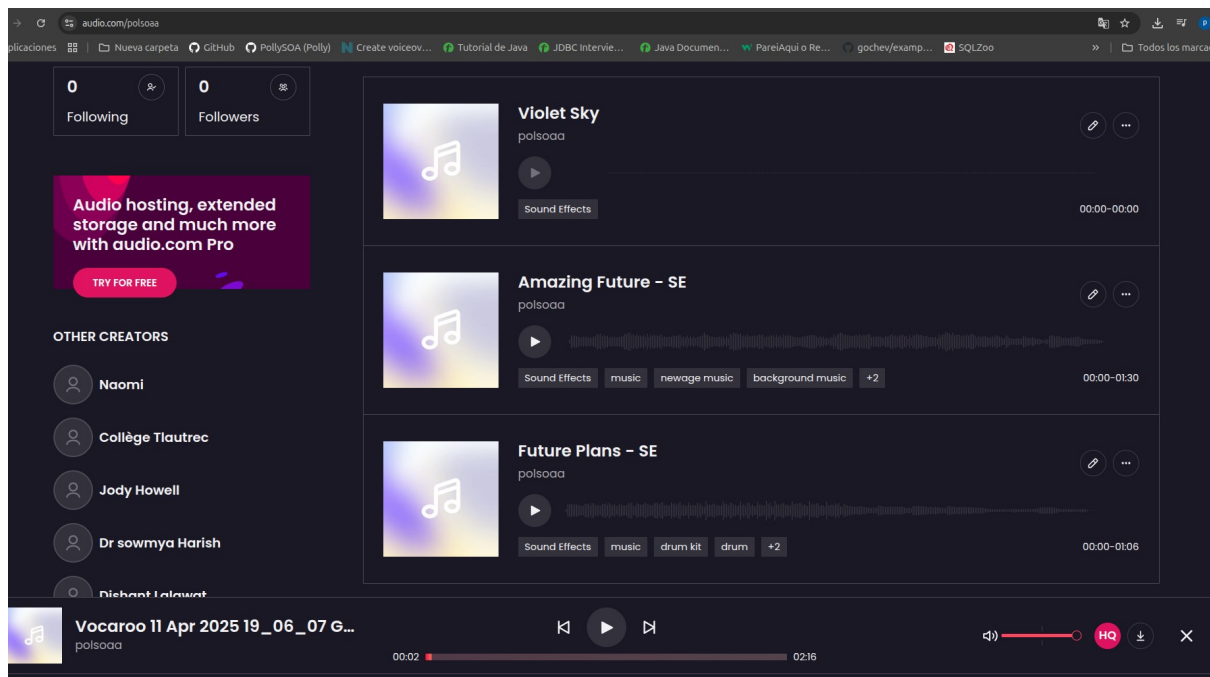 audio.com/polsoaa
plicaciones
Nueva carpeta
GitHub
PollySOA (Polly)
Create voiceov...
Tutorial de Java
JDBC Intervie...
Java Documen...
PareiAqui o Re...
gochev/examp...
SQLZoo
»
Todos los marca
0
Following
0
Followers
Audio hosting, extended
storage and much more
with audio.com Pro
TRY FOR FREE
OTHER CREATORS
Naomi
Collège Tlautrec
Jody Howell
Dr sowmya Harish
Dishant Lalawat
Violet Sky
polsoaa
Sound Effects
00:00-00:00
Amazing Future - SE
polsoaa
Sound Effects
music
newage music
background music
+2
00:00-01:30
Future Plans - SE
polsoaa
Sound Effects
music
drum kit
drum
+2
00:00-01:06
Vocaroo 11 Apr 2025 19_06_07 G...
polsoaa
00:02
02:16
HQ